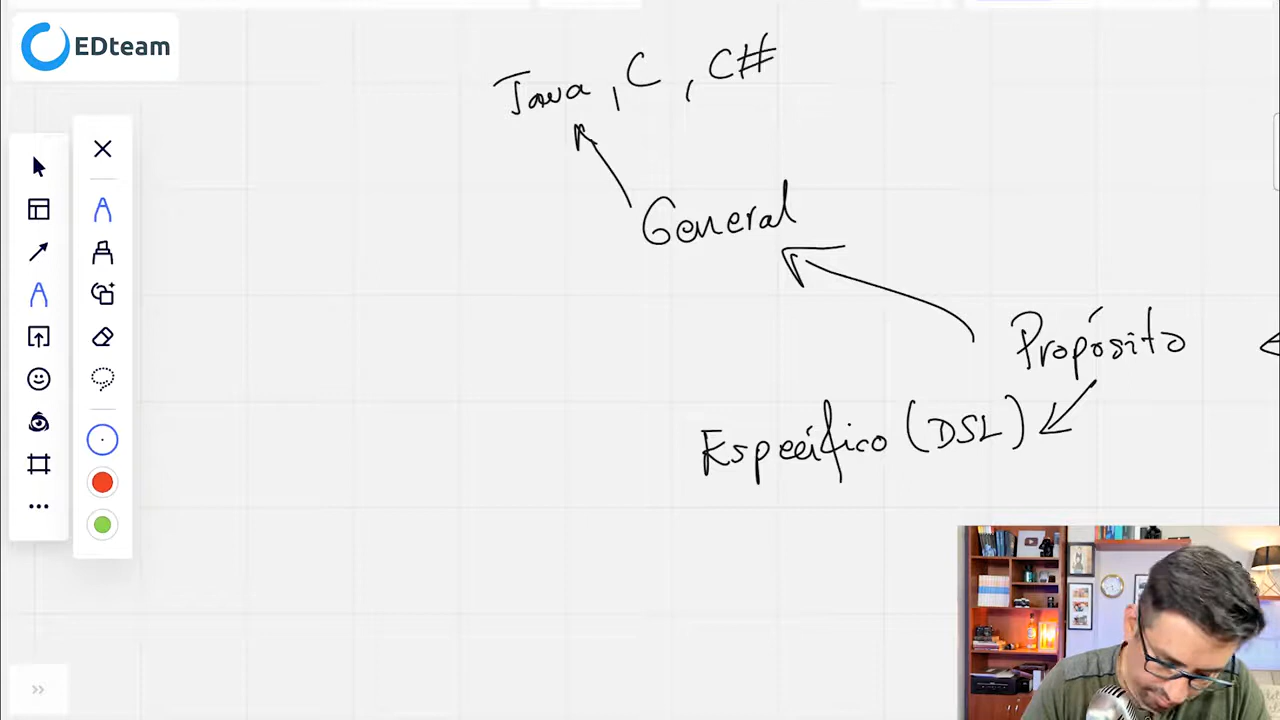 EDteam
Java, C, C#
General
Propósito
Específico (DSL)